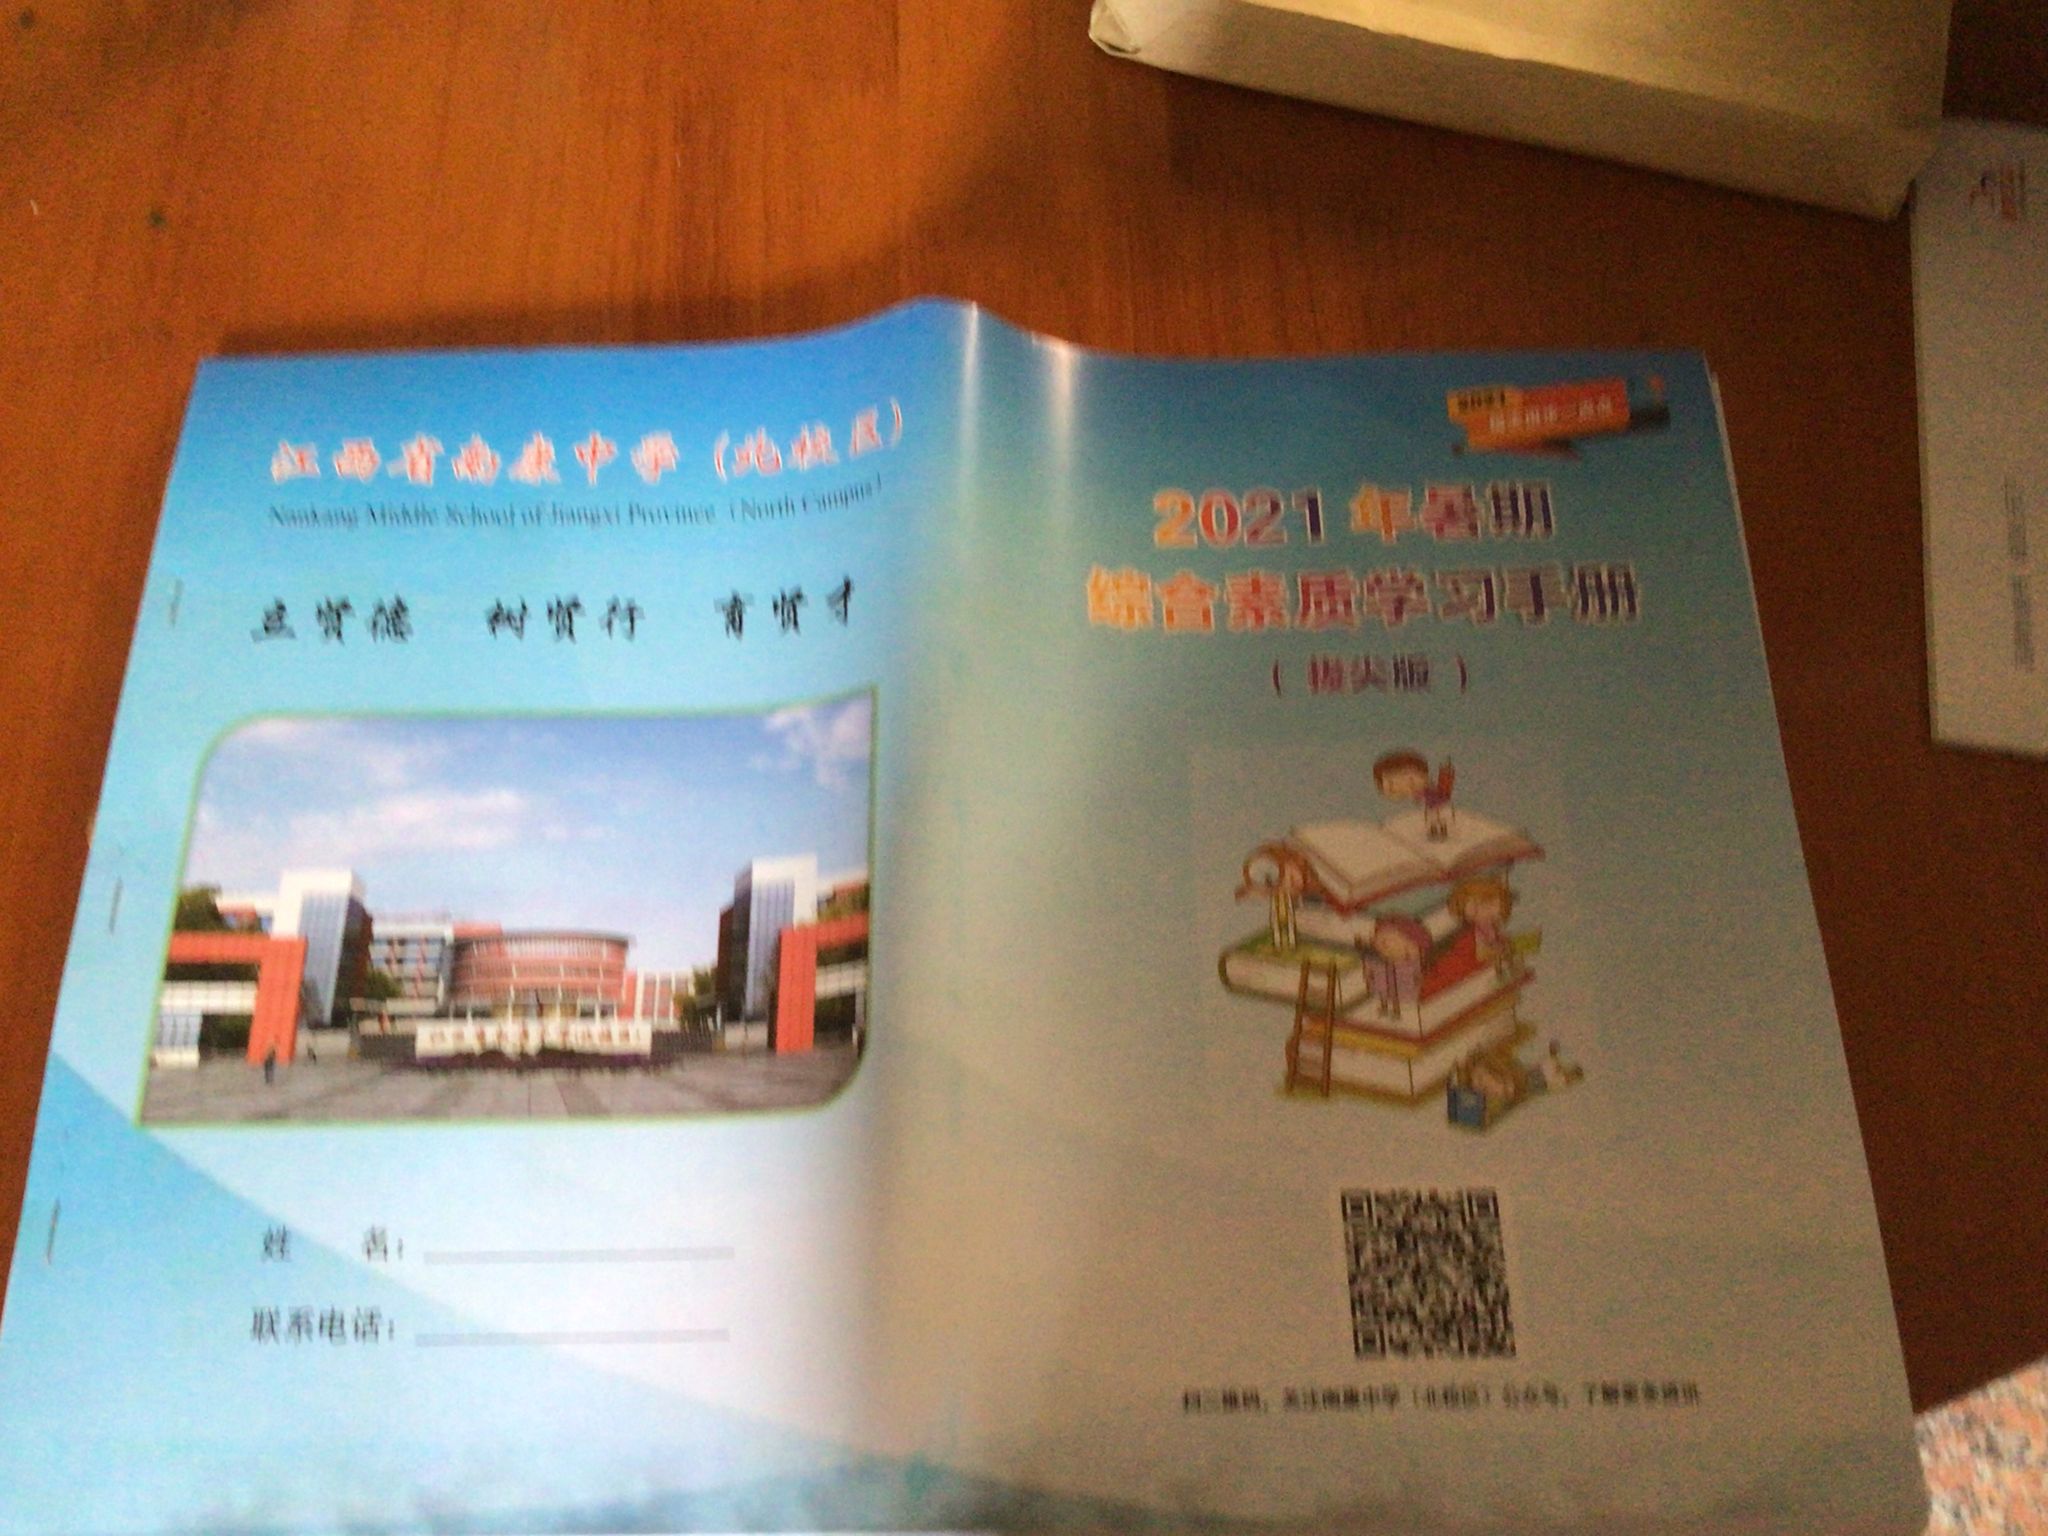 江西省南康中学（北校区）
Nankang Middle School of Jiangxi Province（North Campus）
立贤德 树贤行 育贤才
姓 名：
联系电话：
2021
2021 年暑期
综合素质学习手册
（ 拔尖版 ）
扫二维码，关注南康中学（北校区）公众号，了解更多资讯